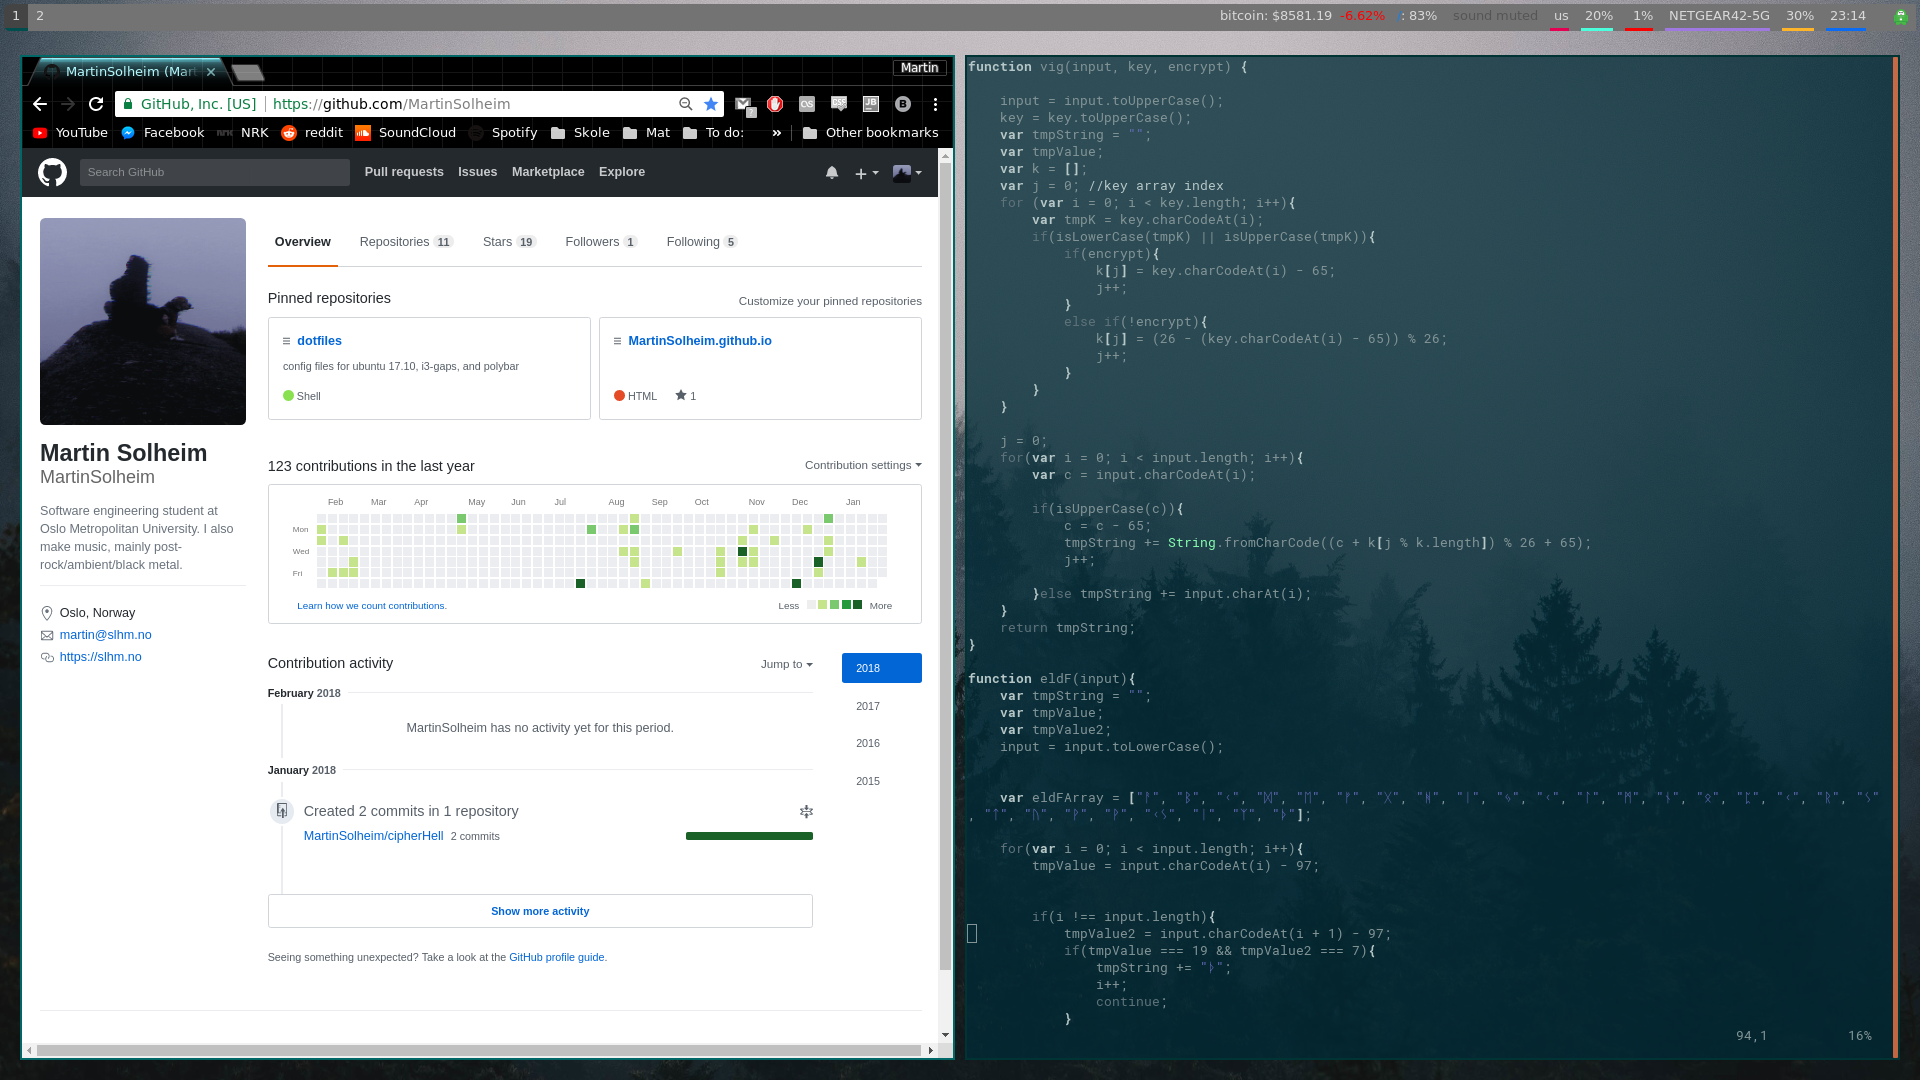 1 2 bitcoin: $8581.19 -6.62% : 83% sound muted us 20% 1% NETGEAR42-5G 30% 23:14
MartinSolheim (Mar
Martin
GitHub, Inc. [US] https://github.com/MartinSolheim
YouTube Facebook NRK reddit SoundCloud Spotify Skole Mat To do: » Other bookmarks
Search GitHub Pull requests Issues Marketplace Explore
Overview Repositories 11 Stars 19 Followers 1 Following 5
Pinned repositories Customize your pinned repositories
dotfiles
config files for ubuntu 17.10, i3-gaps, and polybar
Shell
MartinSolheim.github.io
HTML 1
Martin Solheim
MartinSolheim
Software engineering student at
Oslo Metropolitan University. I also
make music, mainly post-
rock/ambient/black metal.
Oslo, Norway
martin@slhm.no
https://slhm.no
123 contributions in the last year Contribution settings
Feb Mar Apr May Jun Jul Aug Sep Oct Nov Dec Jan
Mon
Wed
Fri
Learn how we count contributions. Less More
Contribution activity Jump to
2018
2017
2016
2015
February 2018
MartinSolheim has no activity yet for this period.
January 2018
Created 2 commits in 1 repository
MartinSolheim/cipherHell 2 commits
Show more activity
Seeing something unexpected? Take a look at the GitHub profile guide.
function vig(input, key, encrypt) {
input = input.toUpperCase();
key = key.toUpperCase();
var tmpString = "";
var tmpValue;
var k = [];
var j = 0; //key array index
for (var i = 0; i < key.length; i++){
var tmpK = key.charCodeAt(i);
if(isLowerCase(tmpK) || isUpperCase(tmpK)){
if(encrypt){
k[j] = key.charCodeAt(i) - 65;
j++;
}
else if(!encrypt){
k[j] = (26 - (key.charCodeAt(i) - 65)) % 26;
j++;
}
}
}
j = 0;
for(var i = 0; i < input.length; i++){
var c = input.charCodeAt(i);
if(isUpperCase(c)){
c = c - 65;
tmpString += String.fromCharCode((c + k[j % k.length]) % 26 + 65);
j++;
}else tmpString += input.charAt(i);
}
return tmpString;
}
function eldF(input){
var tmpString = "";
var tmpValue;
var tmpValue2;
input = input.toLowerCase();
var eldFArray = [
];
for(var i = 0; i < input.length; i++){
tmpValue = input.charCodeAt(i) - 97;
if(i !== input.length){
tmpValue2 = input.charCodeAt(i + 1) - 97;
if(tmpValue === 19 && tmpValue2 === 7){
tmpString += "ᚦ";
i++;
continue;
}
94,1 16%